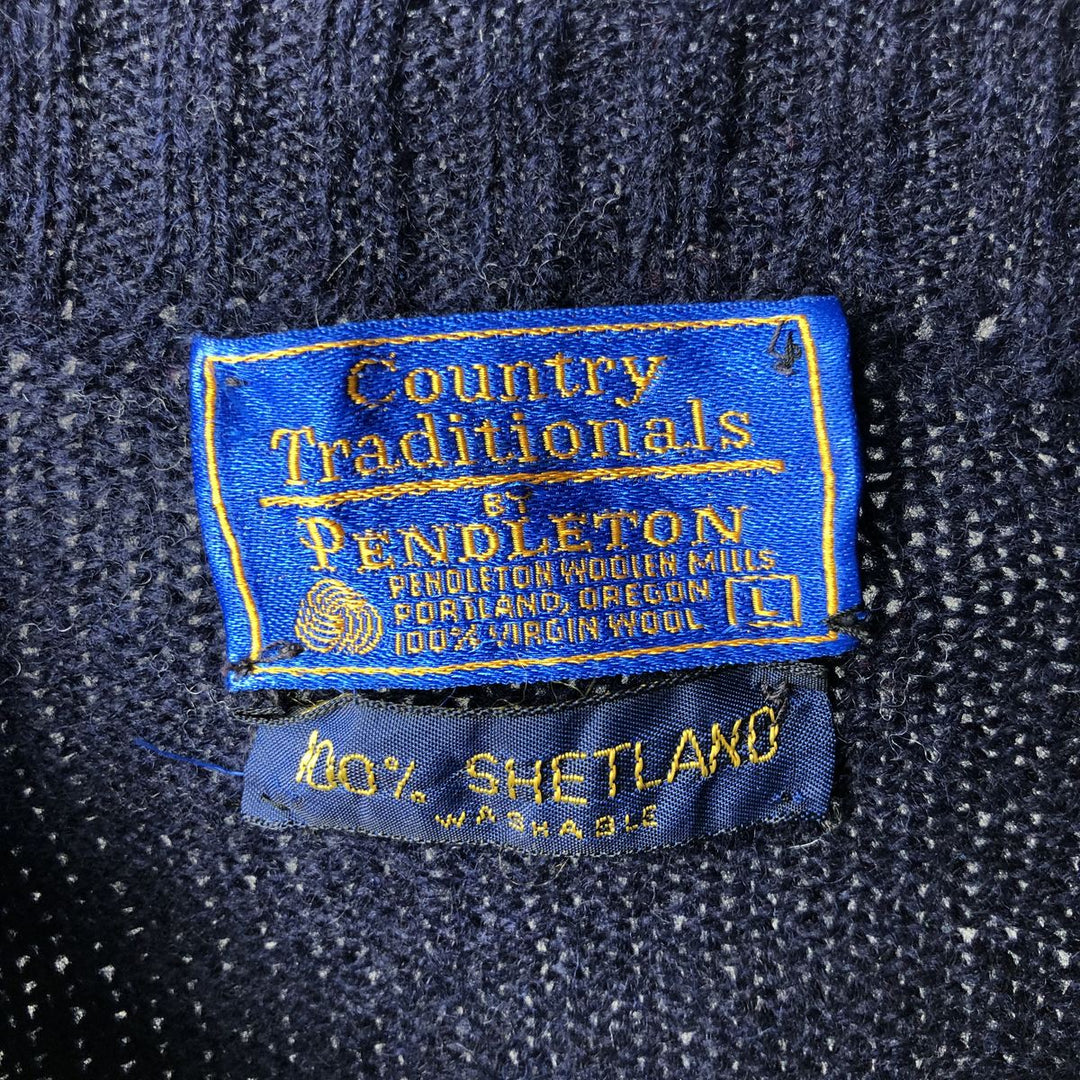 Country
Traditionals
BY
PENDLETON
PENDLETON WOOLEN MILLS
PORTLAND, OREGON
100% VIRGIN WOOL
L
100% SHETLAND
WASHABLE